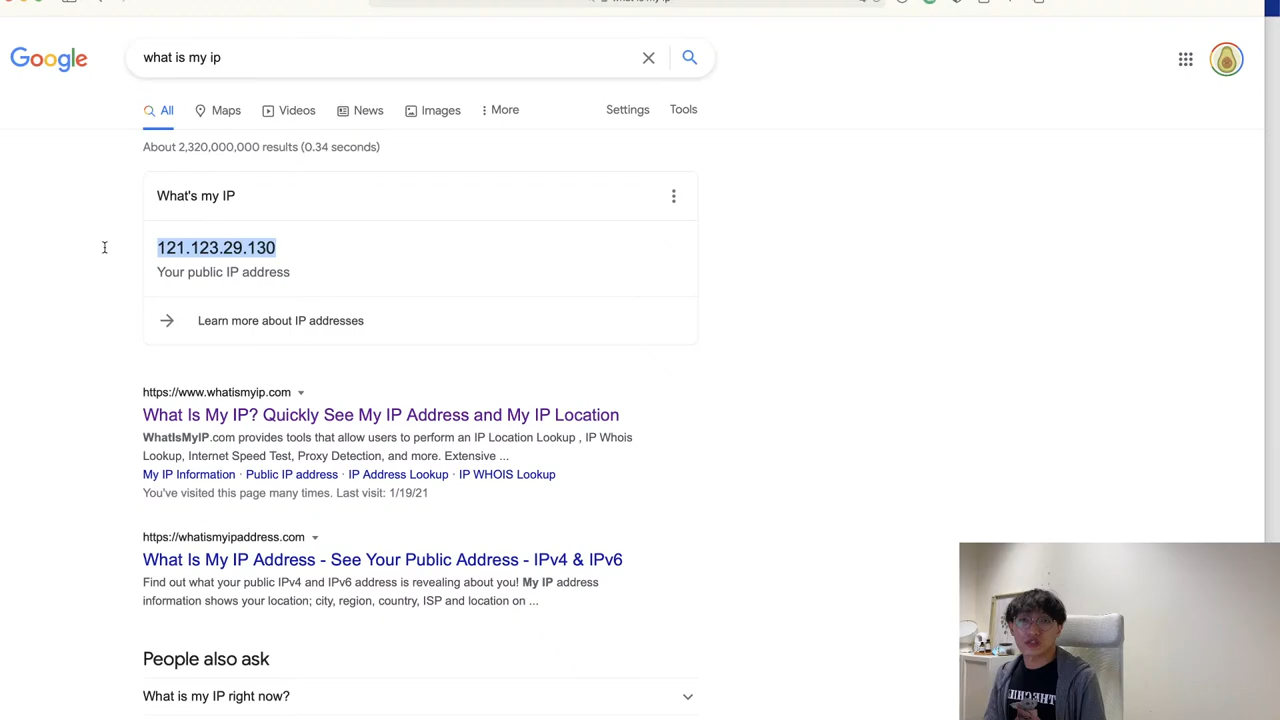 Google
what is my ip
All
Maps
Videos
News
Images
More
Settings
Tools
About 2,320,000,000 results (0.34 seconds)
What's my IP
121.123.29.130
Your public IP address
Learn more about IP addresses
https://www.whatismyip.com
What Is My IP? Quickly See My IP Address and My IP Location
WhatIsMyIP.com provides tools that allow users to perform an IP Location Lookup , IP Whois
Lookup, Internet Speed Test, Proxy Detection, and more. Extensive ...
My IP Information · Public IP address · IP Address Lookup · IP WHOIS Lookup
You've visited this page many times. Last visit: 1/19/21
https://whatismyipaddress.com
What Is My IP Address - See Your Public Address - IPv4 & IPv6
Find out what your public IPv4 and IPv6 address is revealing about you! My IP address
information shows your location; city, region, country, ISP and location on ...
People also ask
What is my IP right now?